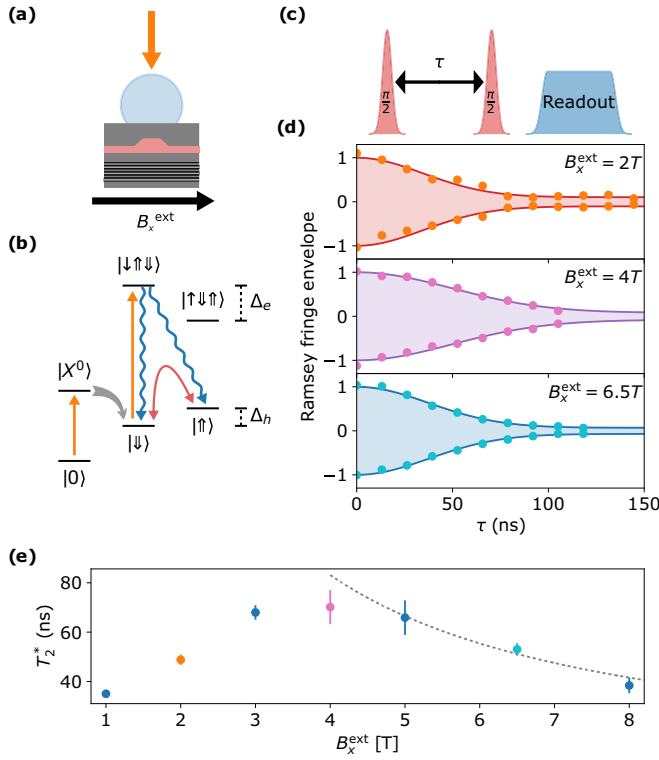 (a)
B_x^ext
(b)
|↓⇑⇓⟩
|↑⇓⇑⟩
Δ_e
|X^0⟩
|⇓⟩
|⇑⟩
Δ_h
|0⟩
(c)
τ
π/2
π/2
Readout
(d)
Ramsey fringe envelope
B_x^ext = 2T
1
0
−1
B_x^ext = 4T
1
0
−1
B_x^ext = 6.5T
1
0
−1
0 50 100 150
τ (ns)
(e)
T_2^* (ns)
80
60
40
1 2 3 4 5 6 7 8
B_x^ext [T]